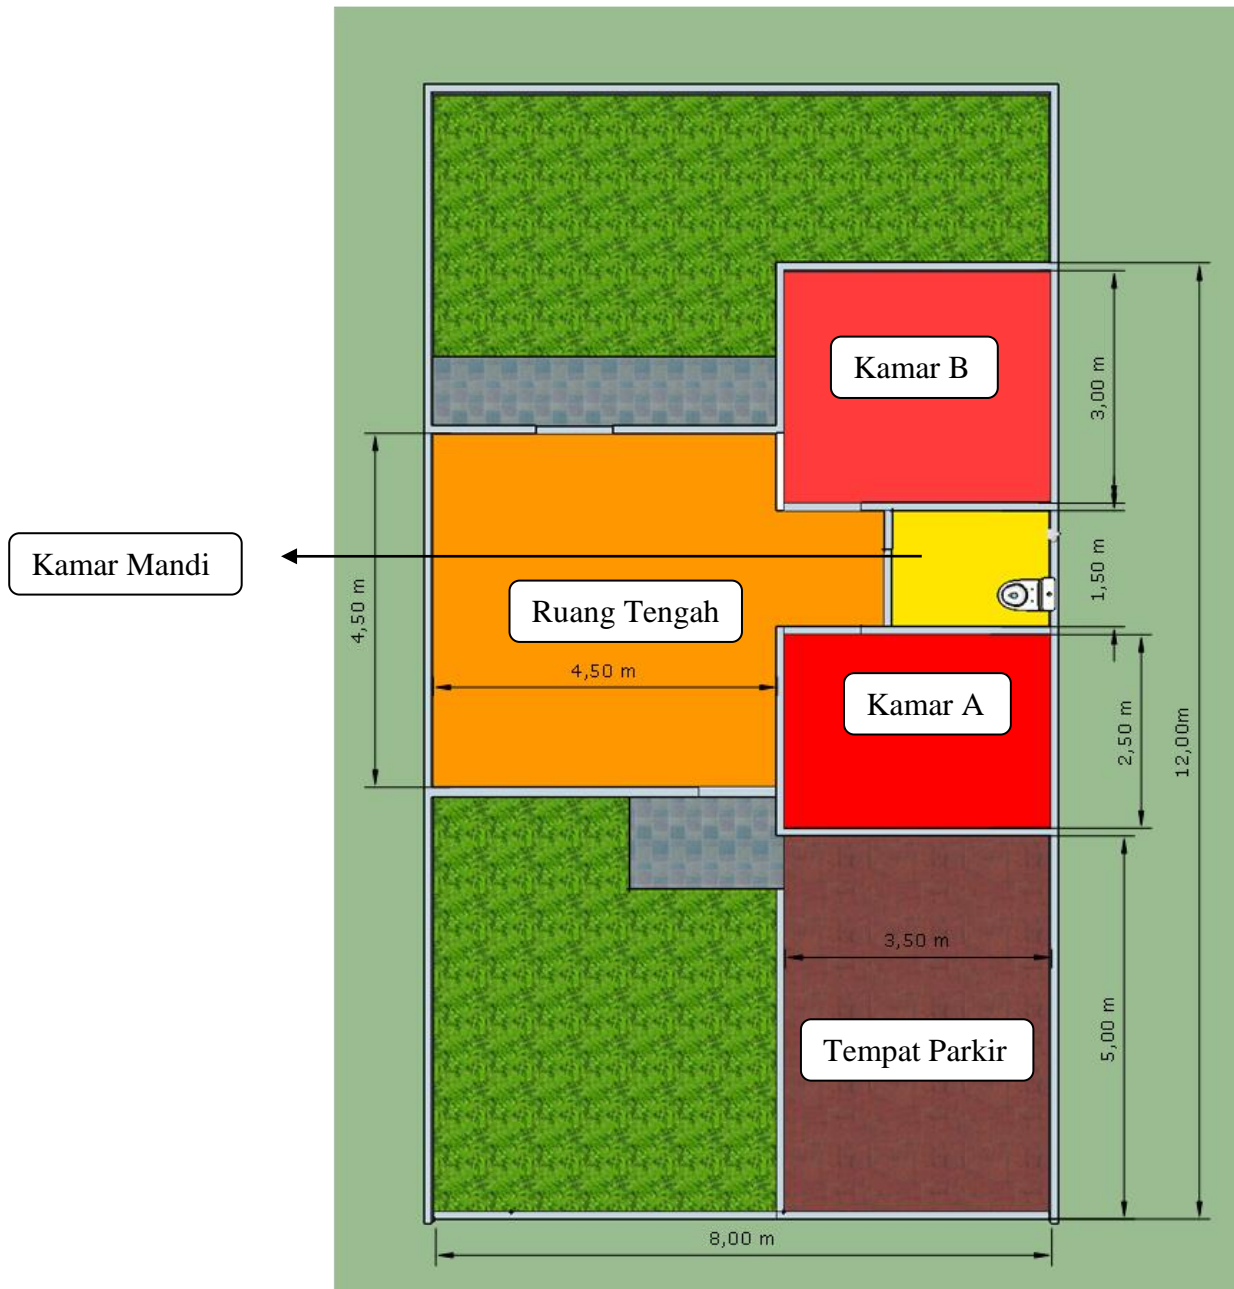 Kamar B
3,00 m
Kamar Mandi
1,50 m
Ruang Tengah
4,50 m
4,50 m
Kamar A
2,50 m
12,00m
3,50 m
Tempat Parkir
5,00 m
8,00 m